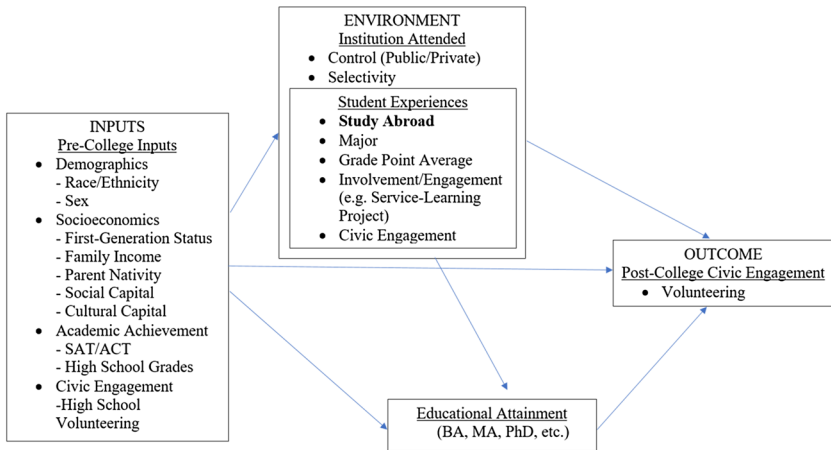 ENVIRONMENT
Institution Attended
● Control (Public/Private)
● Selectivity
Student Experiences
● Study Abroad
● Major
● Grade Point Average
● Involvement/Engagement
(e.g. Service-Learning
Project)
● Civic Engagement
INPUTS
Pre-College Inputs
● Demographics
- Race/Ethnicity
- Sex
● Socioeconomics
- First-Generation Status
- Family Income
- Parent Nativity
- Social Capital
- Cultural Capital
● Academic Achievement
- SAT/ACT
- High School Grades
● Civic Engagement
-High School
Volunteering
OUTCOME
Post-College Civic Engagement
● Volunteering
Educational Attainment
(BA, MA, PhD, etc.)